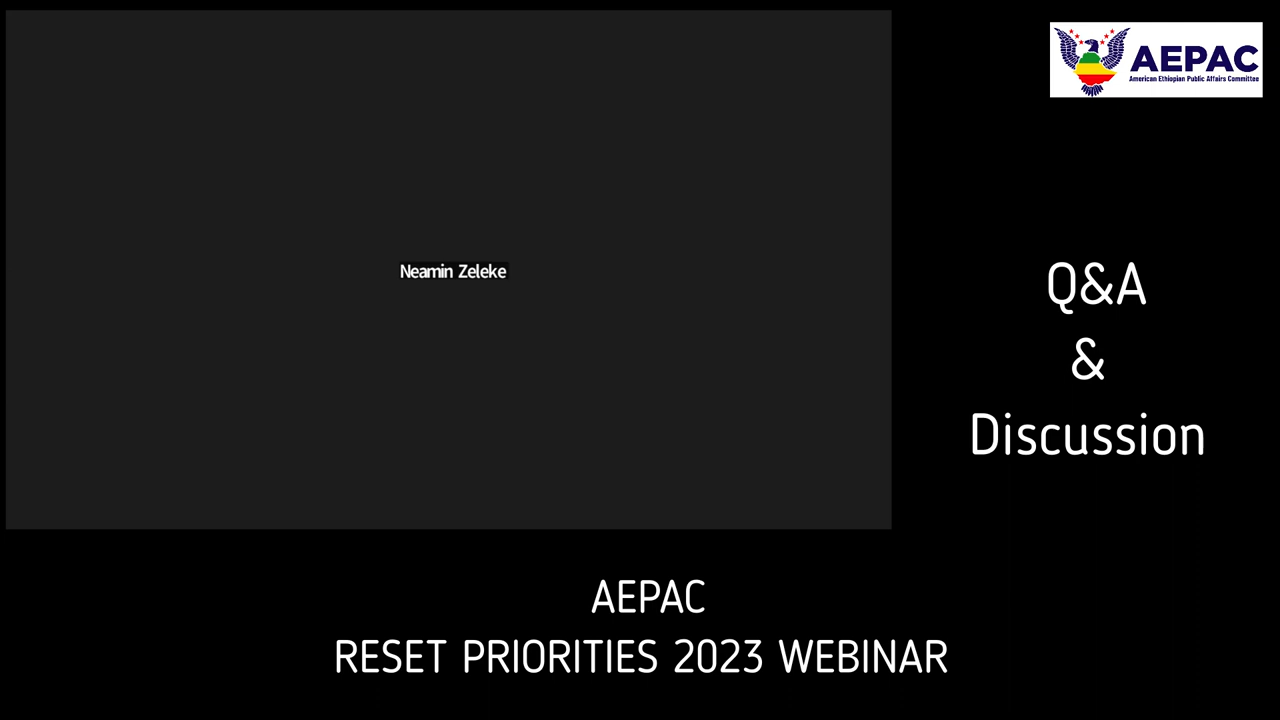 AEPAC
American Ethiopian Public Affairs Committee
Neamin Zeleke
Q&A
&
Discussion
AEPAC
RESET PRIORITIES 2023 WEBINAR